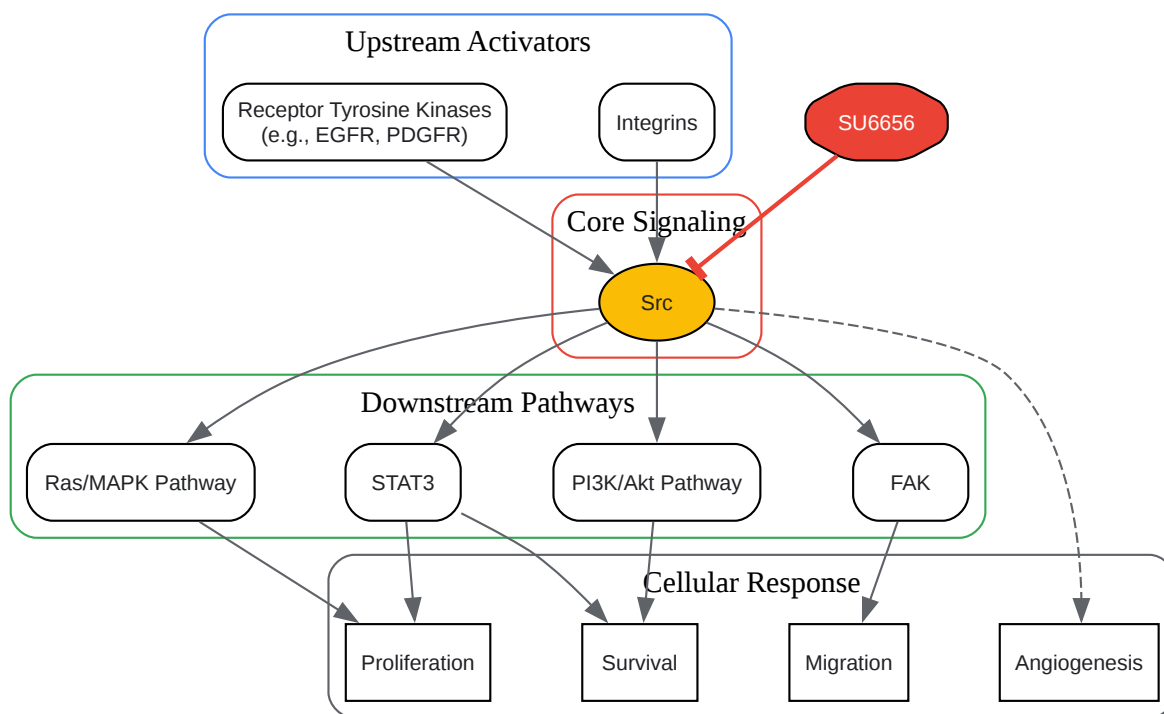 Upstream Activators
Receptor Tyrosine Kinases
(e.g., EGFR, PDGFR)
Integrins
SU6656
Core Signaling
Src
Downstream Pathways
Ras/MAPK Pathway
STAT3
PI3K/Akt Pathway
FAK
Cellular Response
Proliferation
Survival
Migration
Angiogenesis